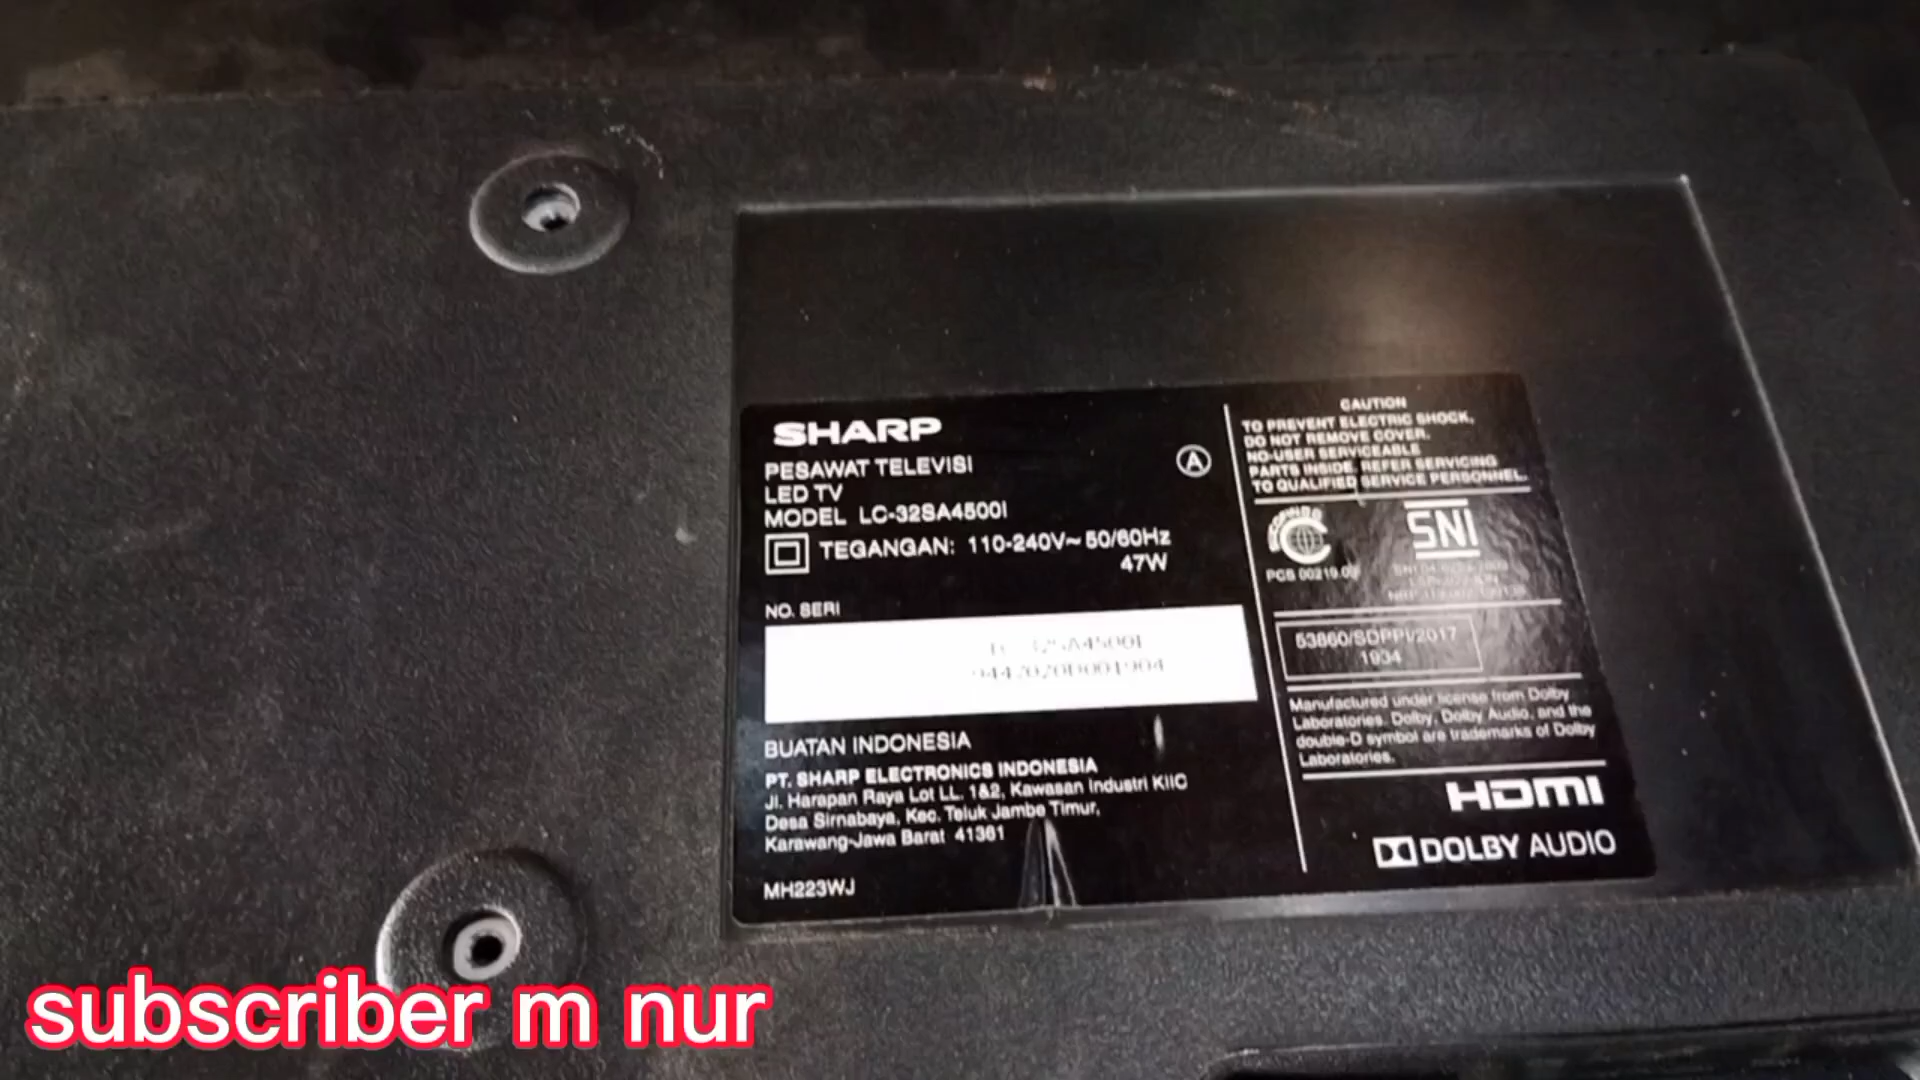 SHARP
PESAWAT TELEVISI
LED TV
MODEL LC-32SA4500I
A
TEGANGAN: 110-240V~ 50/60Hz
47W
NO. SERI
32SA4500I
BUATAN INDONESIA
PT. SHARP ELECTRONICS INDONESIA
Jl. Harapan Raya Lot LL. 1&2, Kawasan Industri KIIC
Desa Sirnabaya, Kec. Teluk Jambe Timur,
Karawang-Jawa Barat 41361
MH223WJ
CAUTION
TO PREVENT ELECTRIC SHOCK,
DO NOT REMOVE COVER.
NO-USER SERVICEABLE
PARTS INSIDE. REFER SERVICING
TO QUALIFIED SERVICE PERSONNEL.
SNI
PCS 00219.09
53860/SDPPI/2017
1934
Manufactured under license from Dolby
Laboratories. Dolby, Dolby Audio, and the
double-D symbol are trademarks of Dolby
Laboratories.
HDMI
DOLBY AUDIO
subscriber m nur